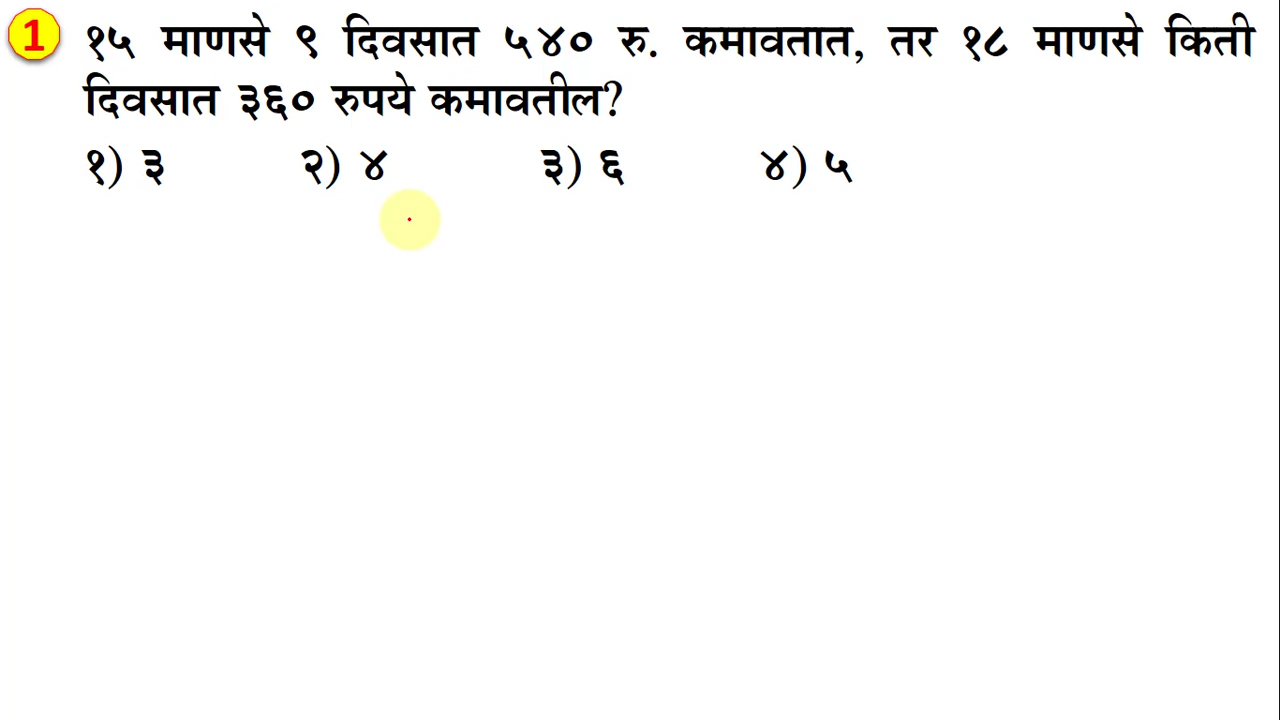 1 १५ माणसे ९ दिवसात ५४० रु. कमावतात, तर १८ माणसे किती
दिवसात ३६० रुपये कमावतील?
१) ३ २) ४ ३) ६ ४) ५